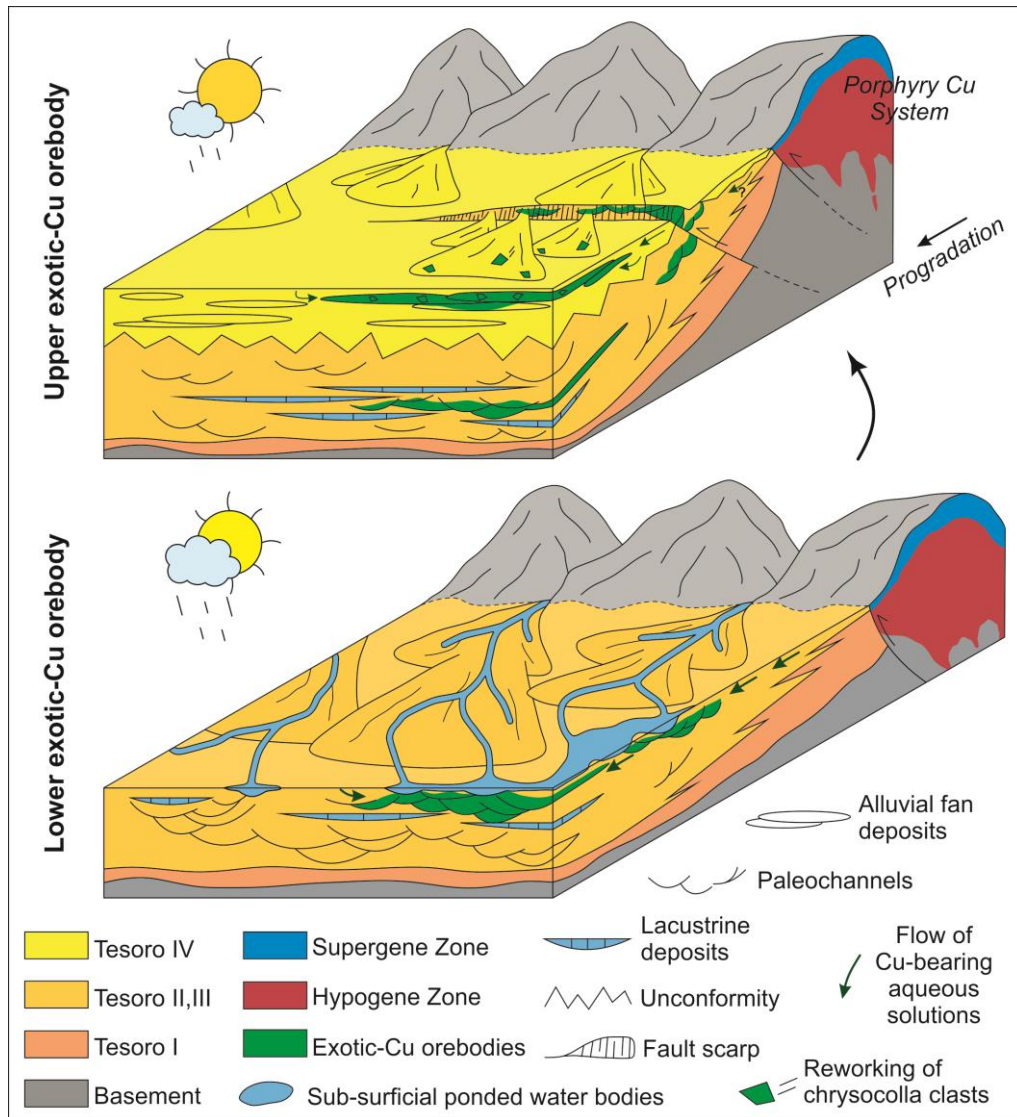 Upper exotic-Cu orebody
Porphyry Cu
System
?
Progradation
Lower exotic-Cu orebody
Alluvial fan
deposits
Paleochannels
Tesoro IV
Tesoro II,III
Tesoro I
Basement
Supergene Zone
Hypogene Zone
Exotic-Cu orebodies
Sub-surficial ponded water bodies
Lacustrine
deposits
Unconformity
Fault scarp
Flow of
Cu-bearing
aqueous
solutions
Reworking of
chrysocolla clasts